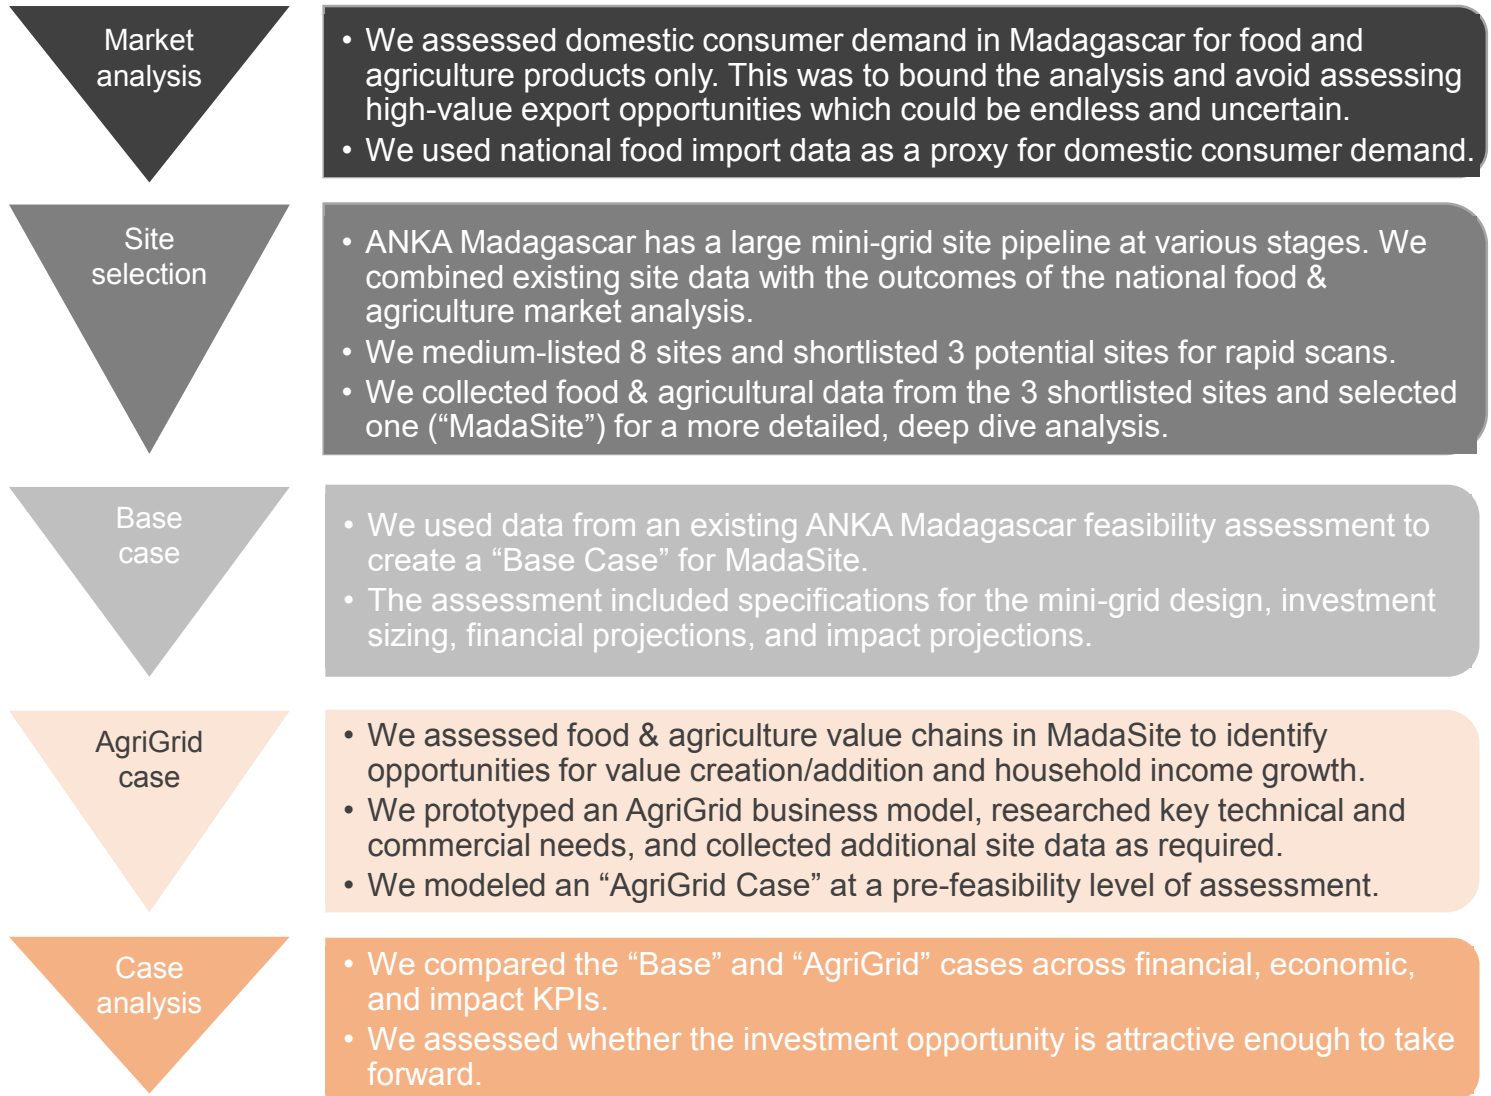 Market
analysis
• We assessed domestic consumer demand in Madagascar for food and
agriculture products only. This was to bound the analysis and avoid assessing
high-value export opportunities which could be endless and uncertain.
• We used national food import data as a proxy for domestic consumer demand.
Site
selection
• ANKA Madagascar has a large mini-grid site pipeline at various stages. We
combined existing site data with the outcomes of the national food &
agriculture market analysis.
• We medium-listed 8 sites and shortlisted 3 potential sites for rapid scans.
• We collected food & agricultural data from the 3 shortlisted sites and selected
one (“MadaSite”) for a more detailed, deep dive analysis.
Base
case
• We used data from an existing ANKA Madagascar feasibility assessment to
create a “Base Case” for MadaSite.
• The assessment included specifications for the mini-grid design, investment
sizing, financial projections, and impact projections.
AgriGrid
case
• We assessed food & agriculture value chains in MadaSite to identify
opportunities for value creation/addition and household income growth.
• We prototyped an AgriGrid business model, researched key technical and
commercial needs, and collected additional site data as required.
• We modeled an “AgriGrid Case” at a pre-feasibility level of assessment.
Case
analysis
• We compared the “Base” and “AgriGrid” cases across financial, economic,
and impact KPIs.
• We assessed whether the investment opportunity is attractive enough to take
forward.